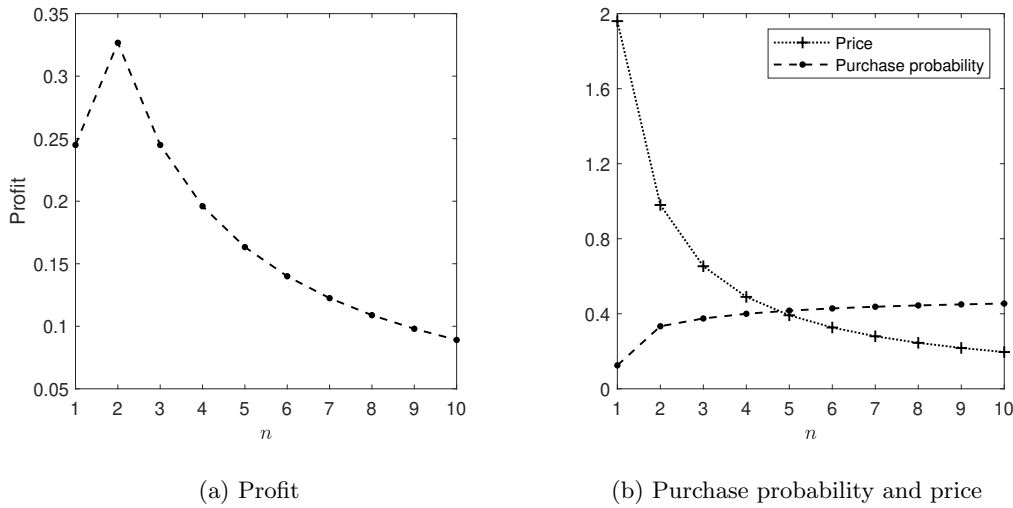 0.35
0.3
0.25
0.2
0.15
0.1
0.05
Profit
1 2 3 4 5 6 7 8 9 10
n
(a) Profit
2
1.6
1.2
0.8
0.4
0
Price
Purchase probability
1 2 3 4 5 6 7 8 9 10
n
(b) Purchase probability and price